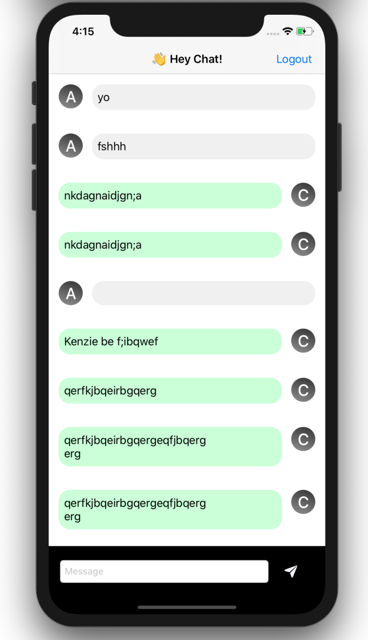 4:15
👋 Hey Chat!
Logout
A
yo
A
fshhh
nkdagnaidjgn;a
C
nkdagnaidjgn;a
C
A
Kenzie be f;ibqwef
C
qerfkjbqeirbgqerg
C
qerfkjbqeirbgqergeqfjbqerg
erg
C
qerfkjbqeirbgqergeqfjbqerg
erg
C
Message